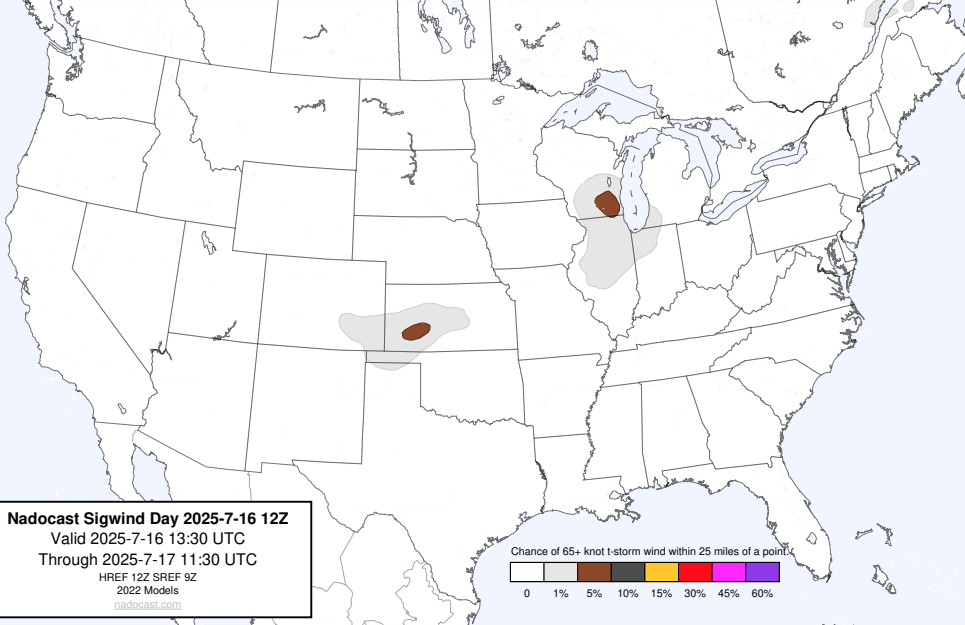 Nadocast Sigwind Day 2025-7-16 12Z
Valid 2025-7-16 13:30 UTC
Through 2025-7-17 11:30 UTC
HREF 12Z SREF 9Z
2022 Models
nadocast.com
Chance of 65+ knot t-storm wind within 25 miles of a point.
0 1% 5% 10% 15% 30% 45% 60%